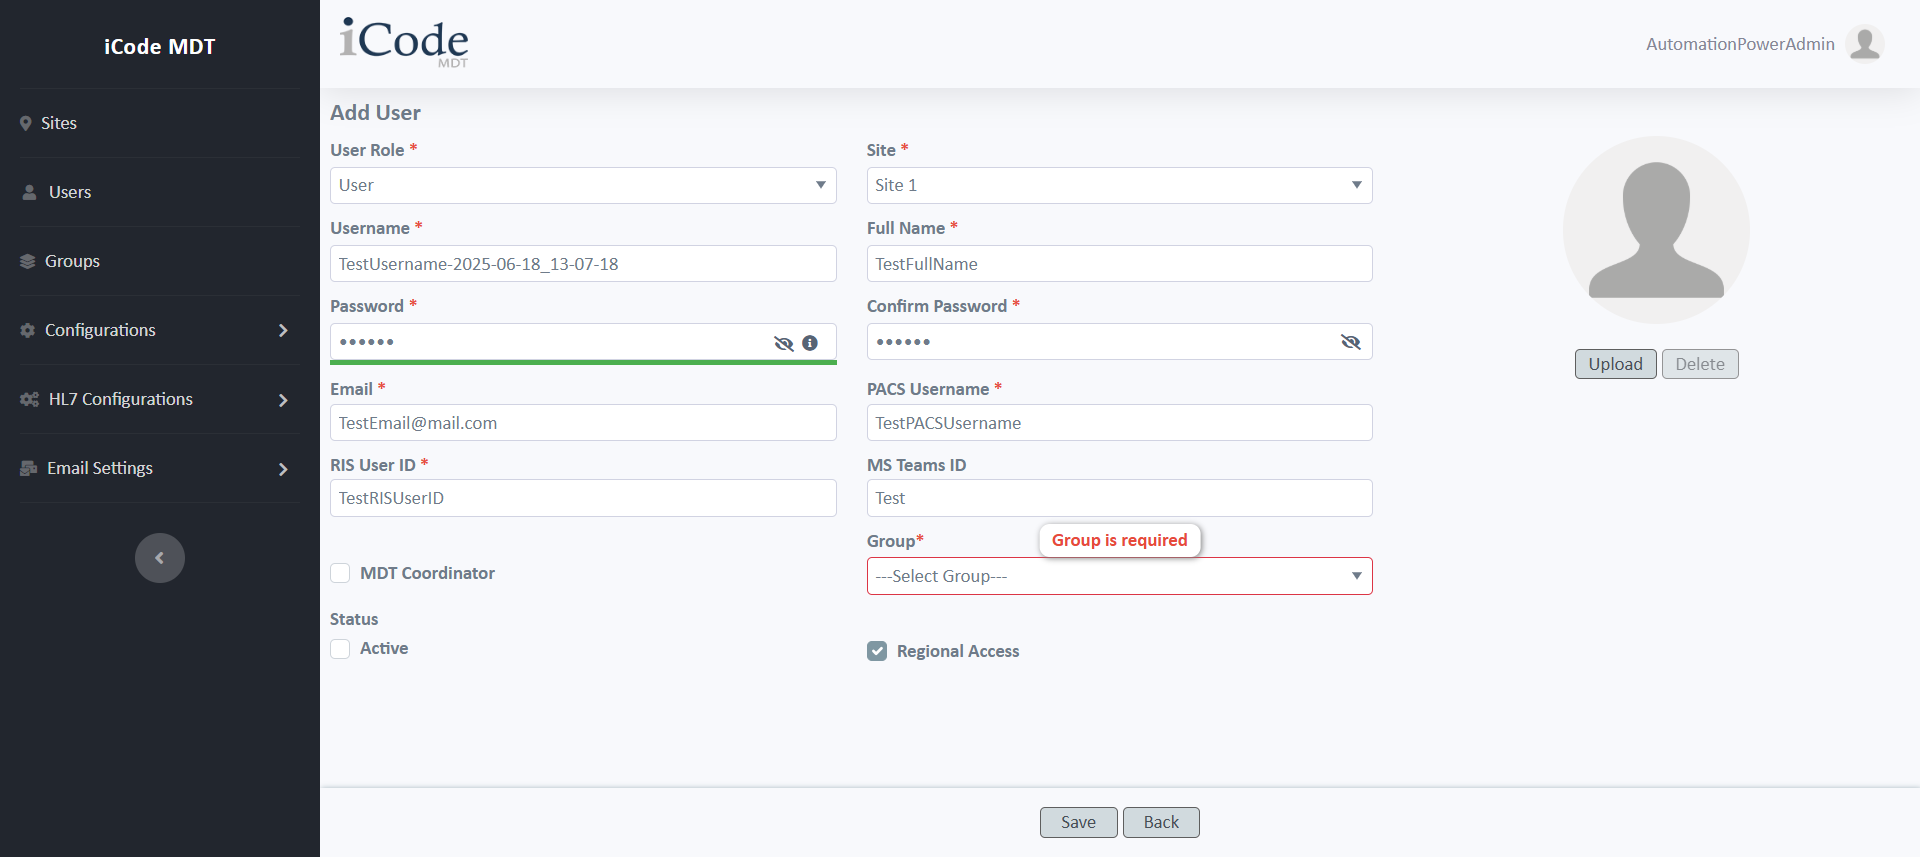 iCode MDT
Sites
Users
Groups
Configurations
HL7 Configurations
Email Settings
iCode
MDT
AutomationPowerAdmin
Add User
User Role *
User
Site *
Site 1
Username *
TestUsername-2025-06-18_13-07-18
Full Name *
TestFullName
Password *
••••••
Confirm Password *
••••••
Email *
TestEmail@mail.com
PACS Username *
TestPACSUsername
RIS User ID *
TestRISUserID
MS Teams ID
Test
MDT Coordinator
Group*
Group is required
---Select Group---
Status
Active
Regional Access
Upload
Delete
Save
Back